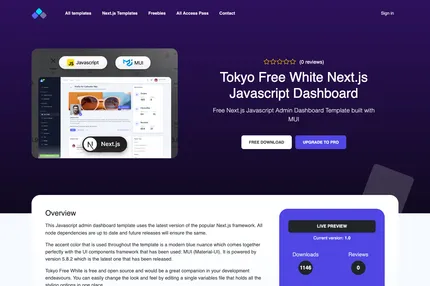 All templates
Next.js Templates
Freebies
All Access Pass
Contact
Sign in
Javascript
MUI
Next.js
(0 reviews)
Tokyo Free White Next.js
Javascript Dashboard
Free Next.js Javascript Admin Dashboard Template built with
MUI
FREE DOWNLOAD
UPGRADE TO PRO
Overview
This Javascript admin dashboard template uses the latest version of the popular Next.js framework. All
node dependencies are up to date and future releases will ensure the same.
The accent color that is used throughout the template is a modern blue nuance which comes together
perfectly with the UI components framework that has been used, MUI (Material-UI). It is powered by
version 5.8.2 which is the latest one that has been released.
Tokyo Free White is free and open source and would be a great companion in your development
endeavours. You can easily change the look and feel by editing a single variables file that holds all the
styling options in one place.
LIVE PREVIEW
Current version: 1.0
Downloads
Reviews
1146
0